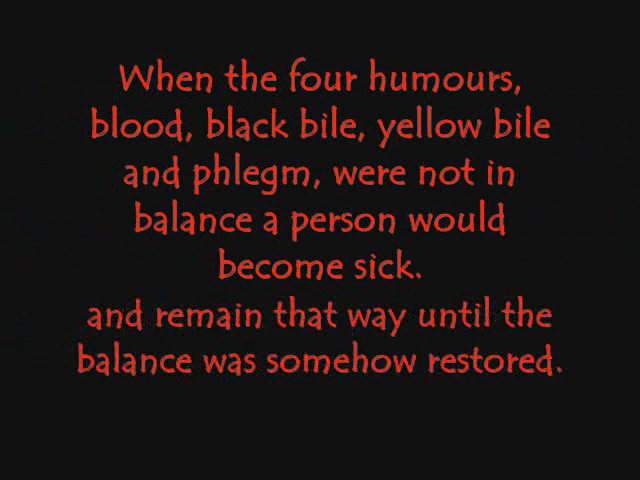 When the four humours,
blood, black bile, yellow bile
and phlegm, were not in
balance a person would
become sick.
and remain that way until the
balance was somehow restored.